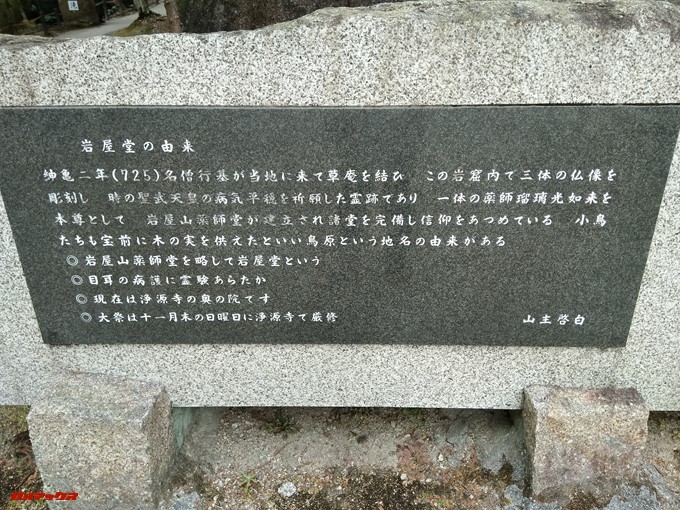 岩屋堂の由来
神亀二年(725)名僧行基が当地に来て草庵を結び　この岩窟内で三体の仏像を
彫刻し　時の聖武天皇の病気平穏を祈願した霊跡であり　一体の薬師瑠璃光如来を
本尊として　岩屋山薬師堂が建立され諸堂を完備し信仰をあつめている　小鳥
たちも宝前に木の実を供えたといい鳥原という地名の由来がある
◎岩屋山薬師堂を略して岩屋堂という
◎目耳の病護に霊験あらたか
◎現在は浄源寺の奥の院です
◎大祭は十一月末の日曜日に浄源寺で厳修
山主啓白